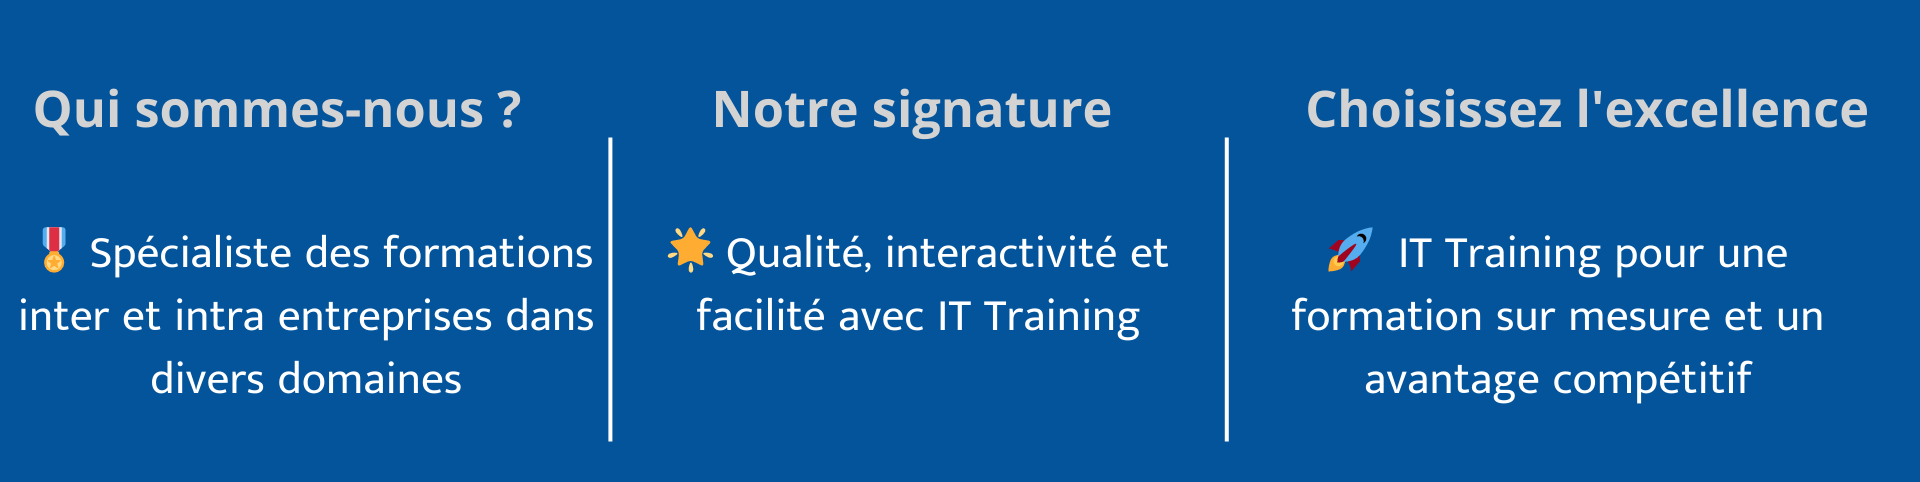 Qui sommes-nous ?
🎖️ Spécialiste des formations
inter et intra entreprises dans
divers domaines
Notre signature
🌟 Qualité, interactivité et
facilité avec IT Training
Choisissez l'excellence
🚀 IT Training pour une
formation sur mesure et un
avantage compétitif